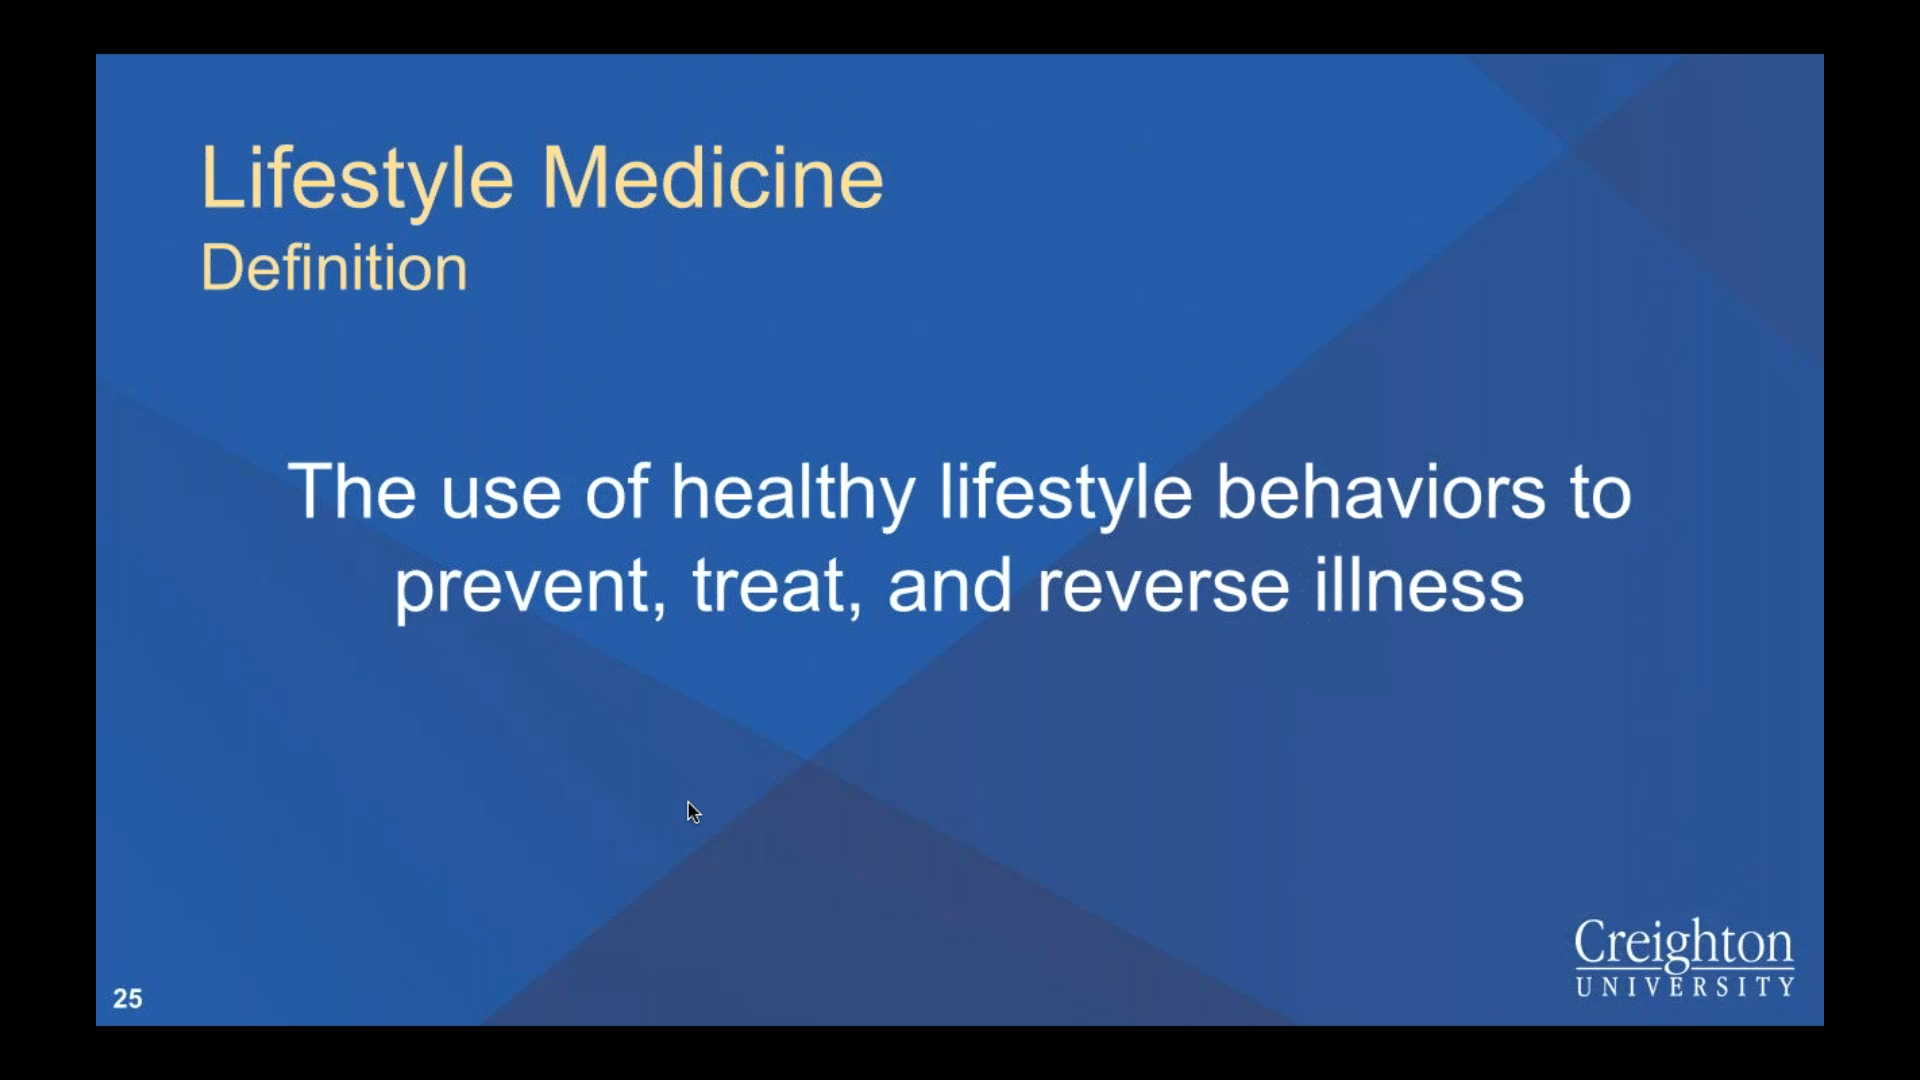 Lifestyle Medicine
Definition
The use of healthy lifestyle behaviors to
prevent, treat, and reverse illness
25
Creighton
UNIVERSITY